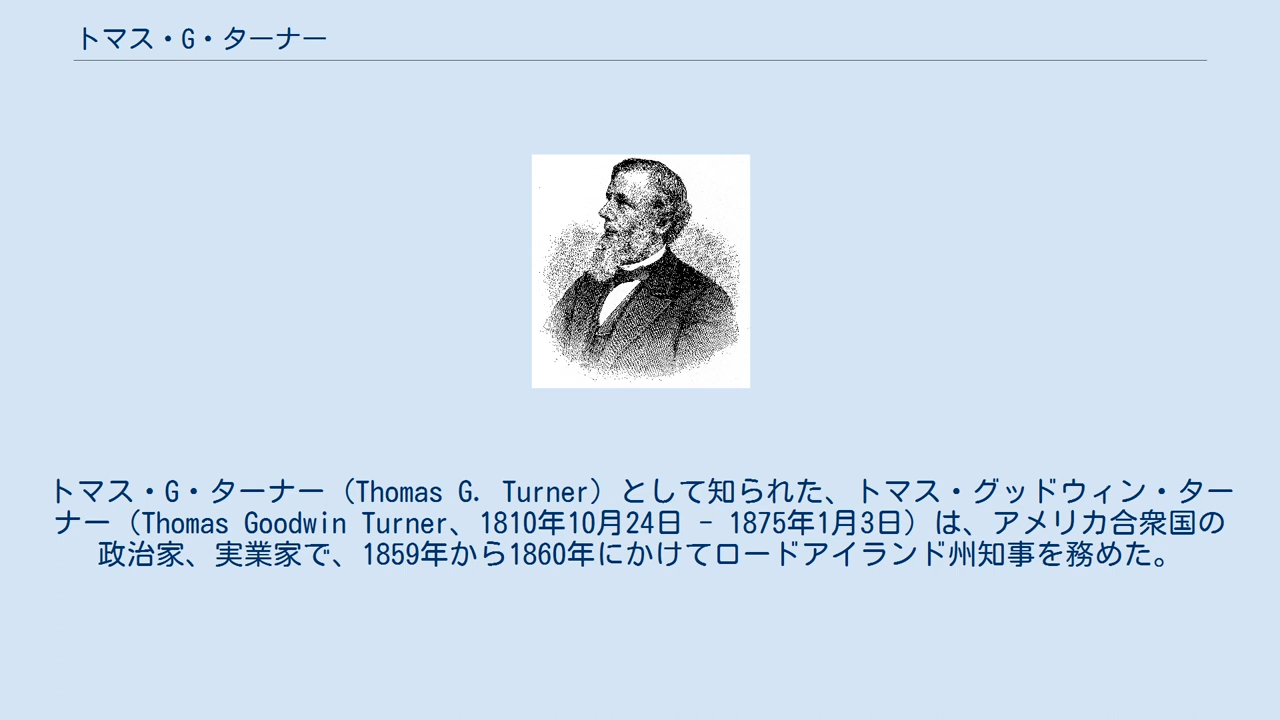 トマス・G・ターナー
トマス・G・ターナー（Thomas G. Turner）として知られた、トマス・グッドウィン・ター
ナー（Thomas Goodwin Turner、1810年10月24日 - 1875年1月3日）は、アメリカ合衆国の
政治家、実業家で、1859年から1860年にかけてロードアイランド州知事を務めた。